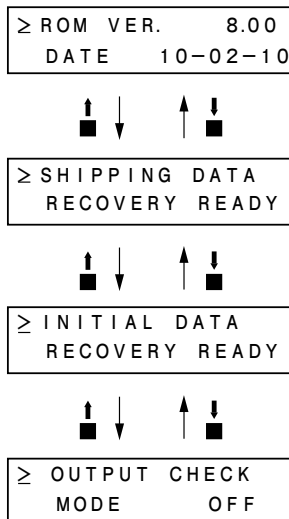 ≥ ROM VER. 8.00
DATE 10-02-10
≥ SHIPPING DATA
RECOVERY READY
≥ INITIAL DATA
RECOVERY READY
≥ OUTPUT CHECK
MODE OFF